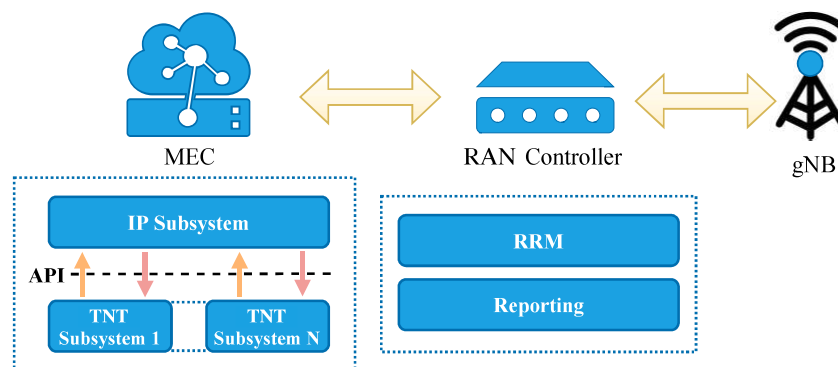 MEC
RAN Controller
gNB
IP Subsystem
API
TNT
Subsystem 1
TNT
Subsystem N
RRM
Reporting